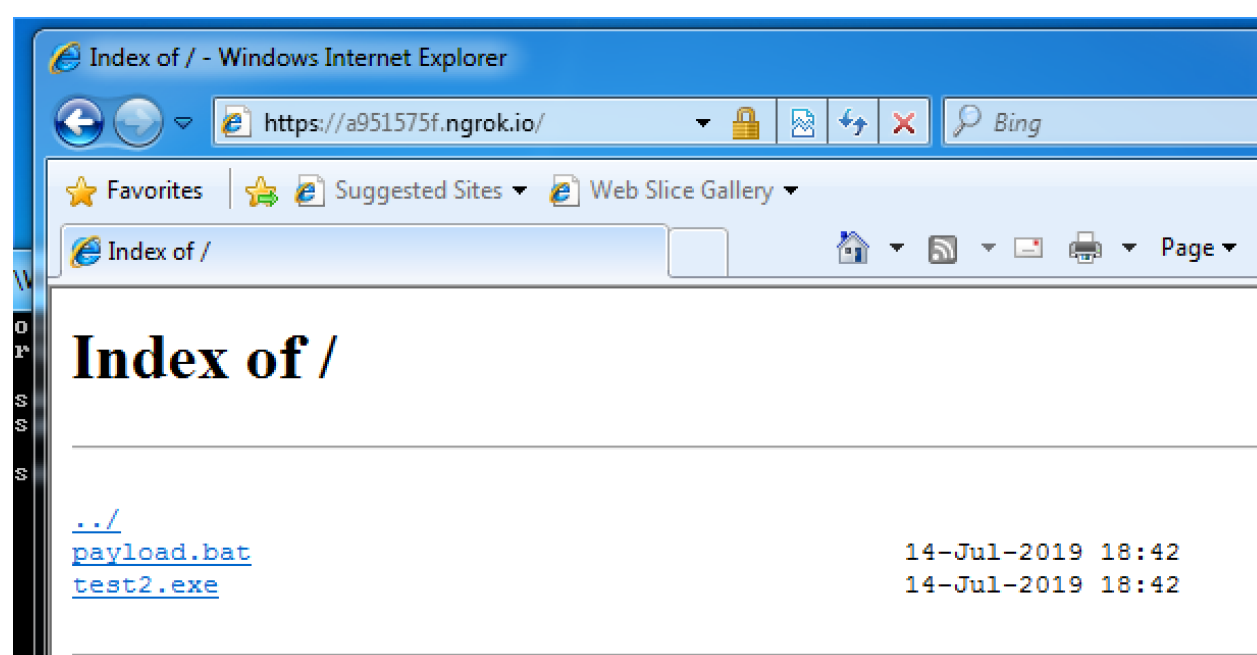 Index of / - Windows Internet Explorer
https://a951575f.ngrok.io/
Bing
Favorites
Suggested Sites
Web Slice Gallery
Index of /
Page
o
r
s
s
s
Index of /
../
payload.bat 14-Jul-2019 18:42
test2.exe 14-Jul-2019 18:42